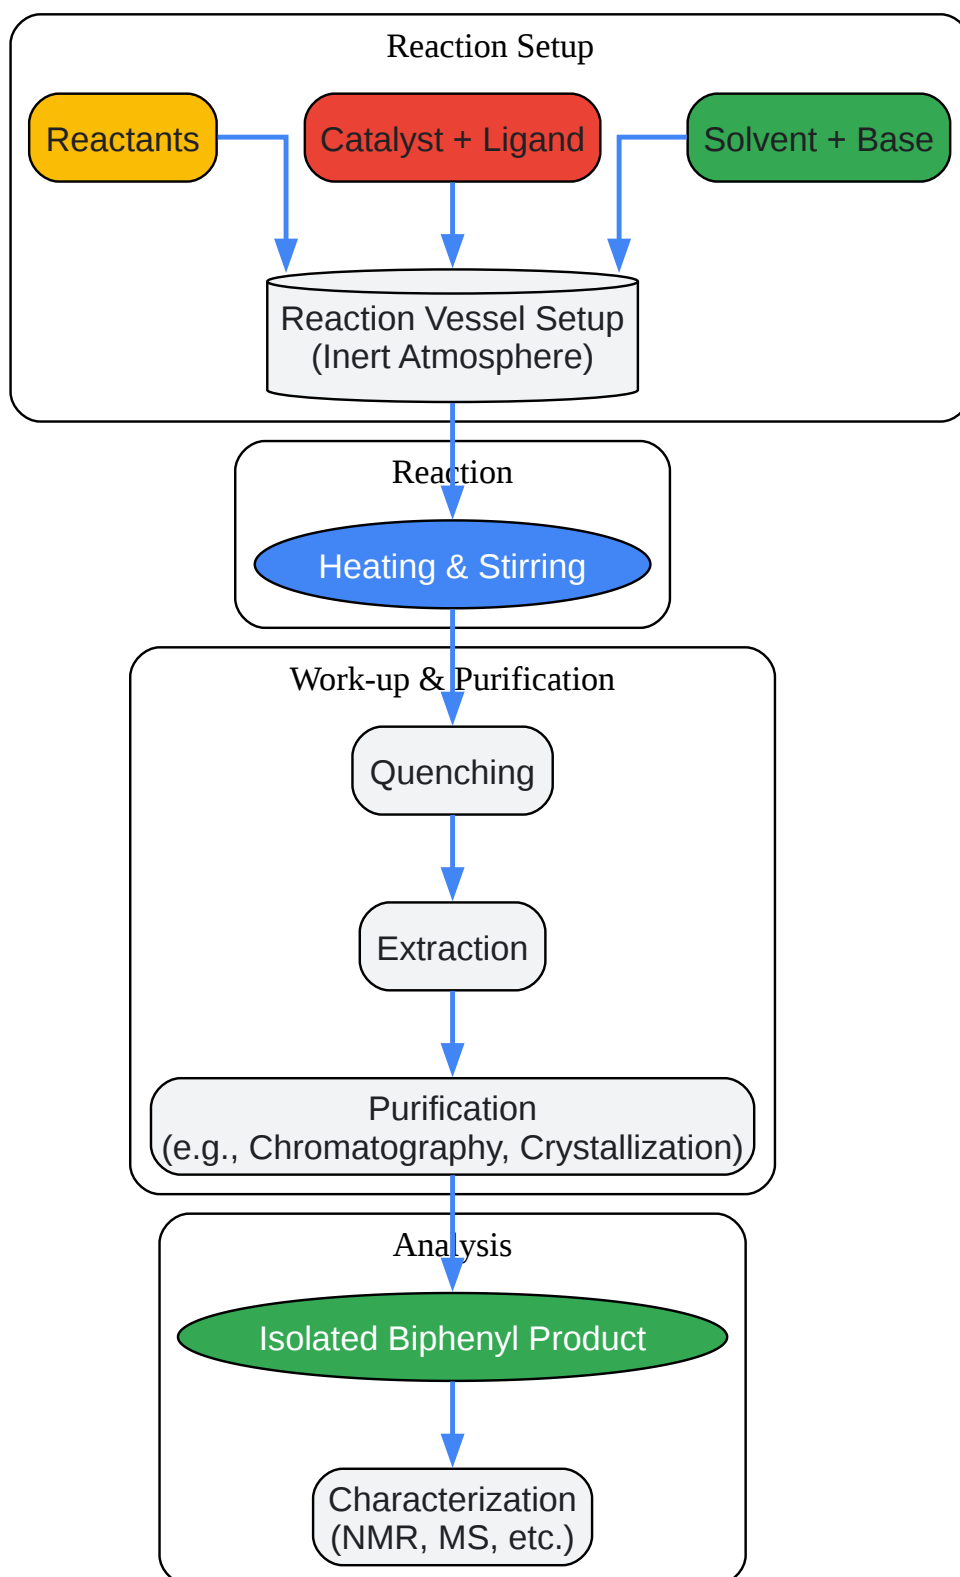 Reaction Setup
Reactants
Catalyst + Ligand
Solvent + Base
Reaction Vessel Setup
(Inert Atmosphere)
Reaction
Heating & Stirring
Work-up & Purification
Quenching
Extraction
Purification
(e.g., Chromatography, Crystallization)
Analysis
Isolated Biphenyl Product
Characterization
(NMR, MS, etc.)